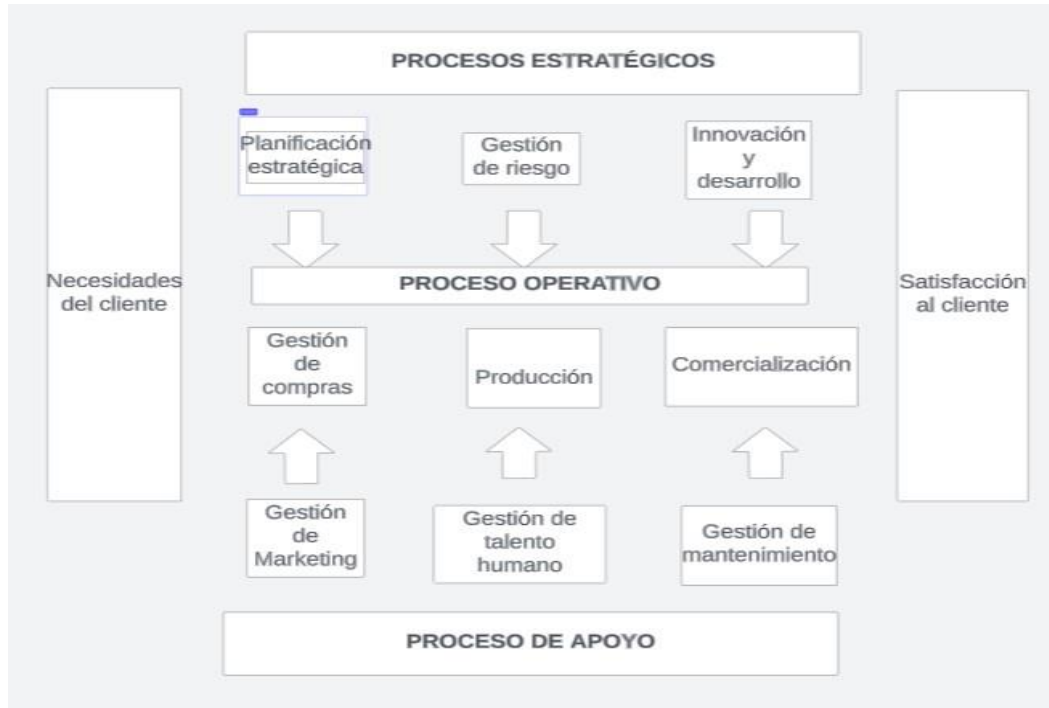 PROCESOS ESTRATÉGICOS
Planificación
estratégica
Gestión
de riesgo
Innovación
y
desarrollo
Necesidades
del cliente
PROCESO OPERATIVO
Satisfacción
al cliente
Gestión
de
compras
Producción
Comercialización
Gestión
de
Marketing
Gestión de
talento
humano
Gestión de
mantenimiento
PROCESO DE APOYO